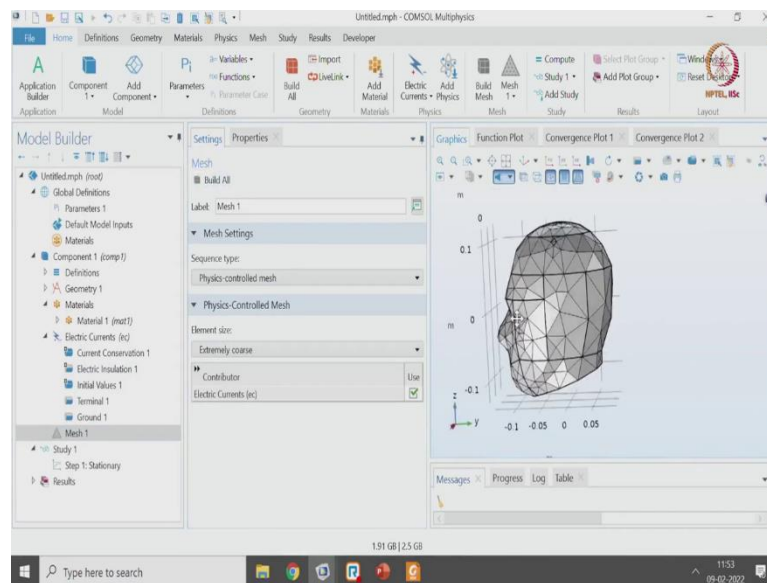 Untitled.mph - COMSOL Multiphysics
File Home Definitions Geometry Materials Physics Mesh Study Results Developer
Application Builder
Component 1
Add Component
Parameters
Variables
Functions
Parameter Case
Build All
Import
LiveLink
Add Material
Electric Currents
Add Physics
Build Mesh
Mesh 1
Compute
Study 1
Add Study
Select Plot Group
Add Plot Group
Windows
Reset Desktop
NPTEL, IISc
Application Model Definitions Geometry Materials Physics Mesh Study Results Layout
Model Builder
Untitled.mph (root)
Global Definitions
Parameters 1
Default Model Inputs
Materials
Component 1 (comp1)
Definitions
Geometry 1
Materials
Material 1 (mat1)
Electric Currents (ec)
Current Conservation 1
Electric Insulation 1
Initial Values 1
Terminal 1
Ground 1
Mesh 1
Study 1
Step 1: Stationary
Results
Settings Properties
Mesh
Build All
Label: Mesh 1
Mesh Settings
Sequence type:
Physics-controlled mesh
Physics-Controlled Mesh
Element size:
Extremely coarse
Contributor Use
Electric Currents (ec)
Graphics Function Plot Convergence Plot 1 Convergence Plot 2
m
0
0.1
m 0
-0.1
z
y
-0.1 -0.05 0 0.05
Messages Progress Log Table
1.91 GB | 2.5 GB
Type here to search
11:53
09-02-2022